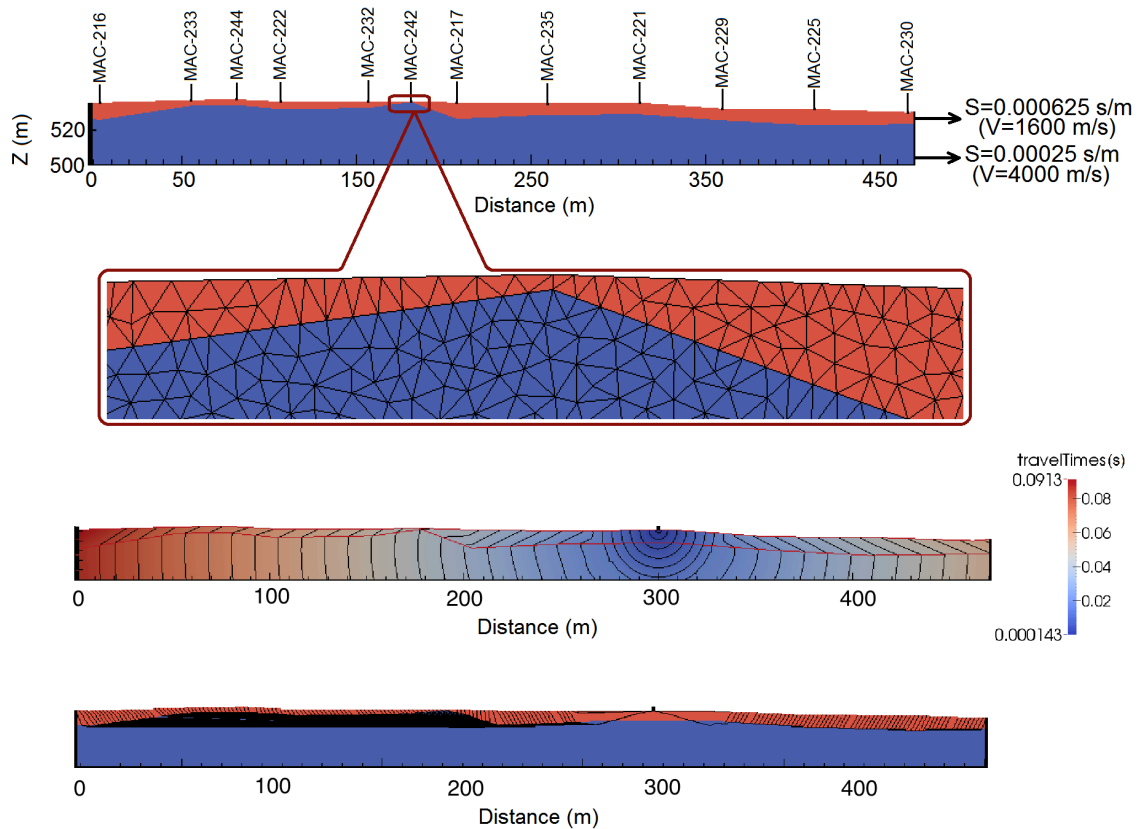 MAC-216
MAC-233
MAC-244
MAC-222
MAC-232
MAC-242
MAC-217
MAC-235
MAC-221
MAC-229
MAC-225
MAC-230
Z (m)
520
500
S=0.000625 s/m
(V=1600 m/s)
S=0.00025 s/m
(V=4000 m/s)
0 50 150 250 350 450
Distance (m)
travelTimes(s)
0.0913
0.08
0.04
0.02
0.000143
0 100 200 300 400
Distance (m)
0 100 200 300 400
Distance (m)